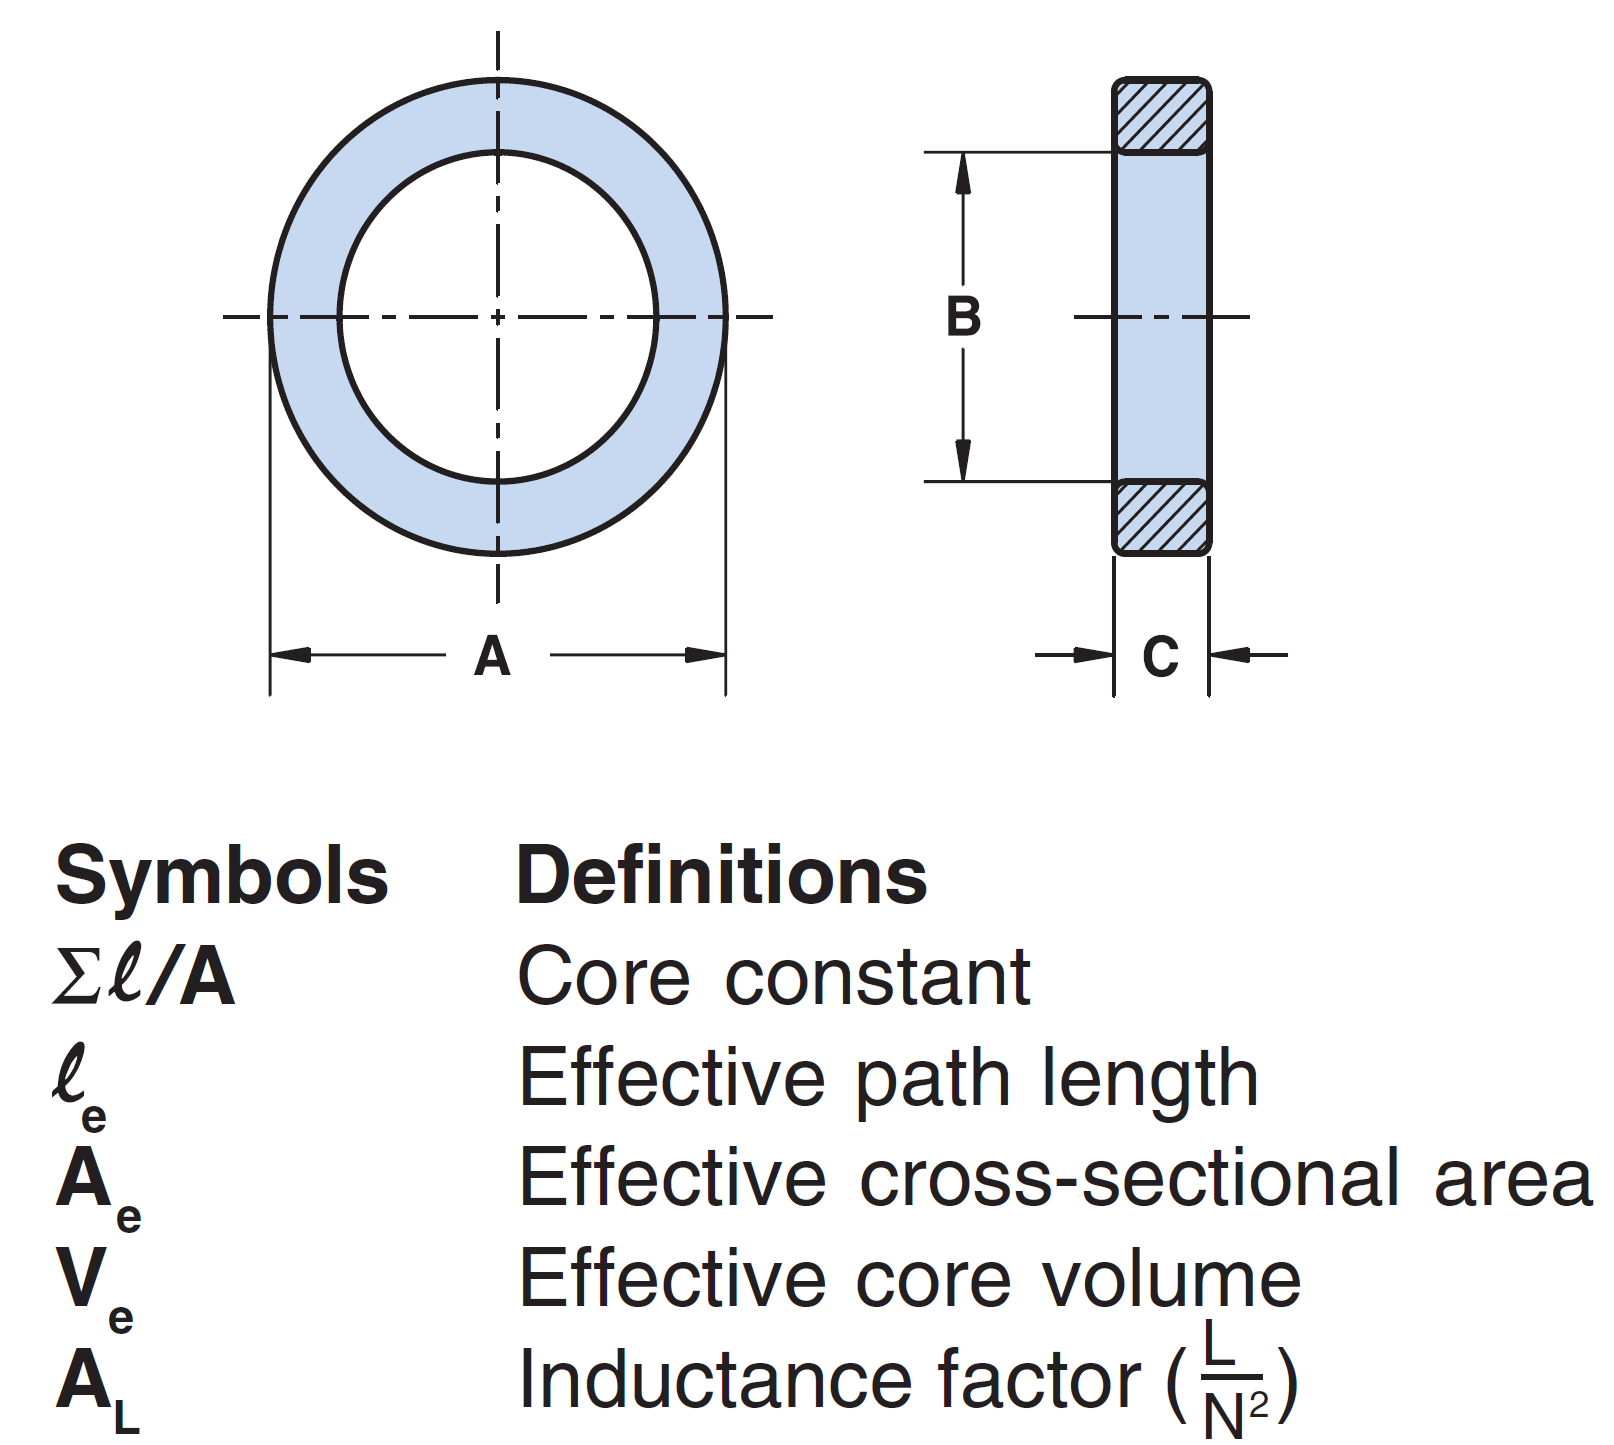 B
A
C
Symbols Definitions
Σℓ/A Core constant
ℓe Effective path length
Ae Effective cross-sectional area
Ve Effective core volume
AL Inductance factor (L/N²)